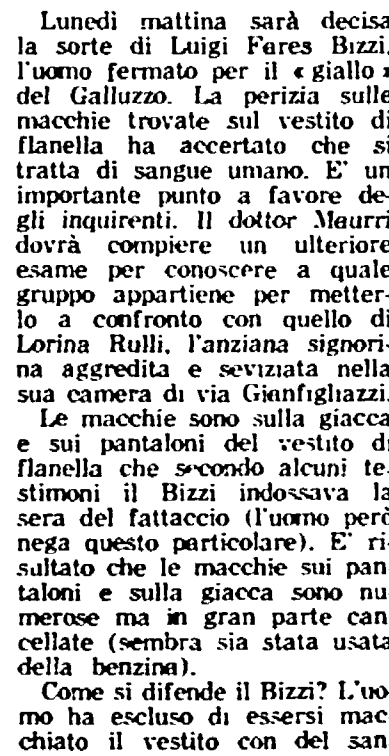 Lunedì mattina sarà decisa
la sorte di Luigi Fares Bizzi,
l'uomo fermato per il « giallo »
del Galluzzo. La perizia sulle
macchie trovate sul vestito di
flanella ha accertato che si
tratta di sangue umano. E' un
importante punto a favore de-
gli inquirenti. Il dottor Maurri
dovrà compiere un ulteriore
esame per conoscere a quale
gruppo appartiene per metter-
lo a confronto con quello di
Lorina Rulli, l'anziana signori-
na aggredita e seviziata nella
sua camera di via Gianfigliazzi.
Le macchie sono sulla giacca
e sui pantaloni del vestito di
flanella che secondo alcuni te-
stimoni il Bizzi indossava la
sera del fattaccio (l'uomo però
nega questo particolare). E' ri-
sultato che le macchie sui pan
taloni e sulla giacca sono nu-
merose ma in gran parte can
cellate (sembra sia stata usata
della benzina).
Come si difende il Bizzi? L'uo-
mo ha escluso di essersi mac
chiato il vestito con del san